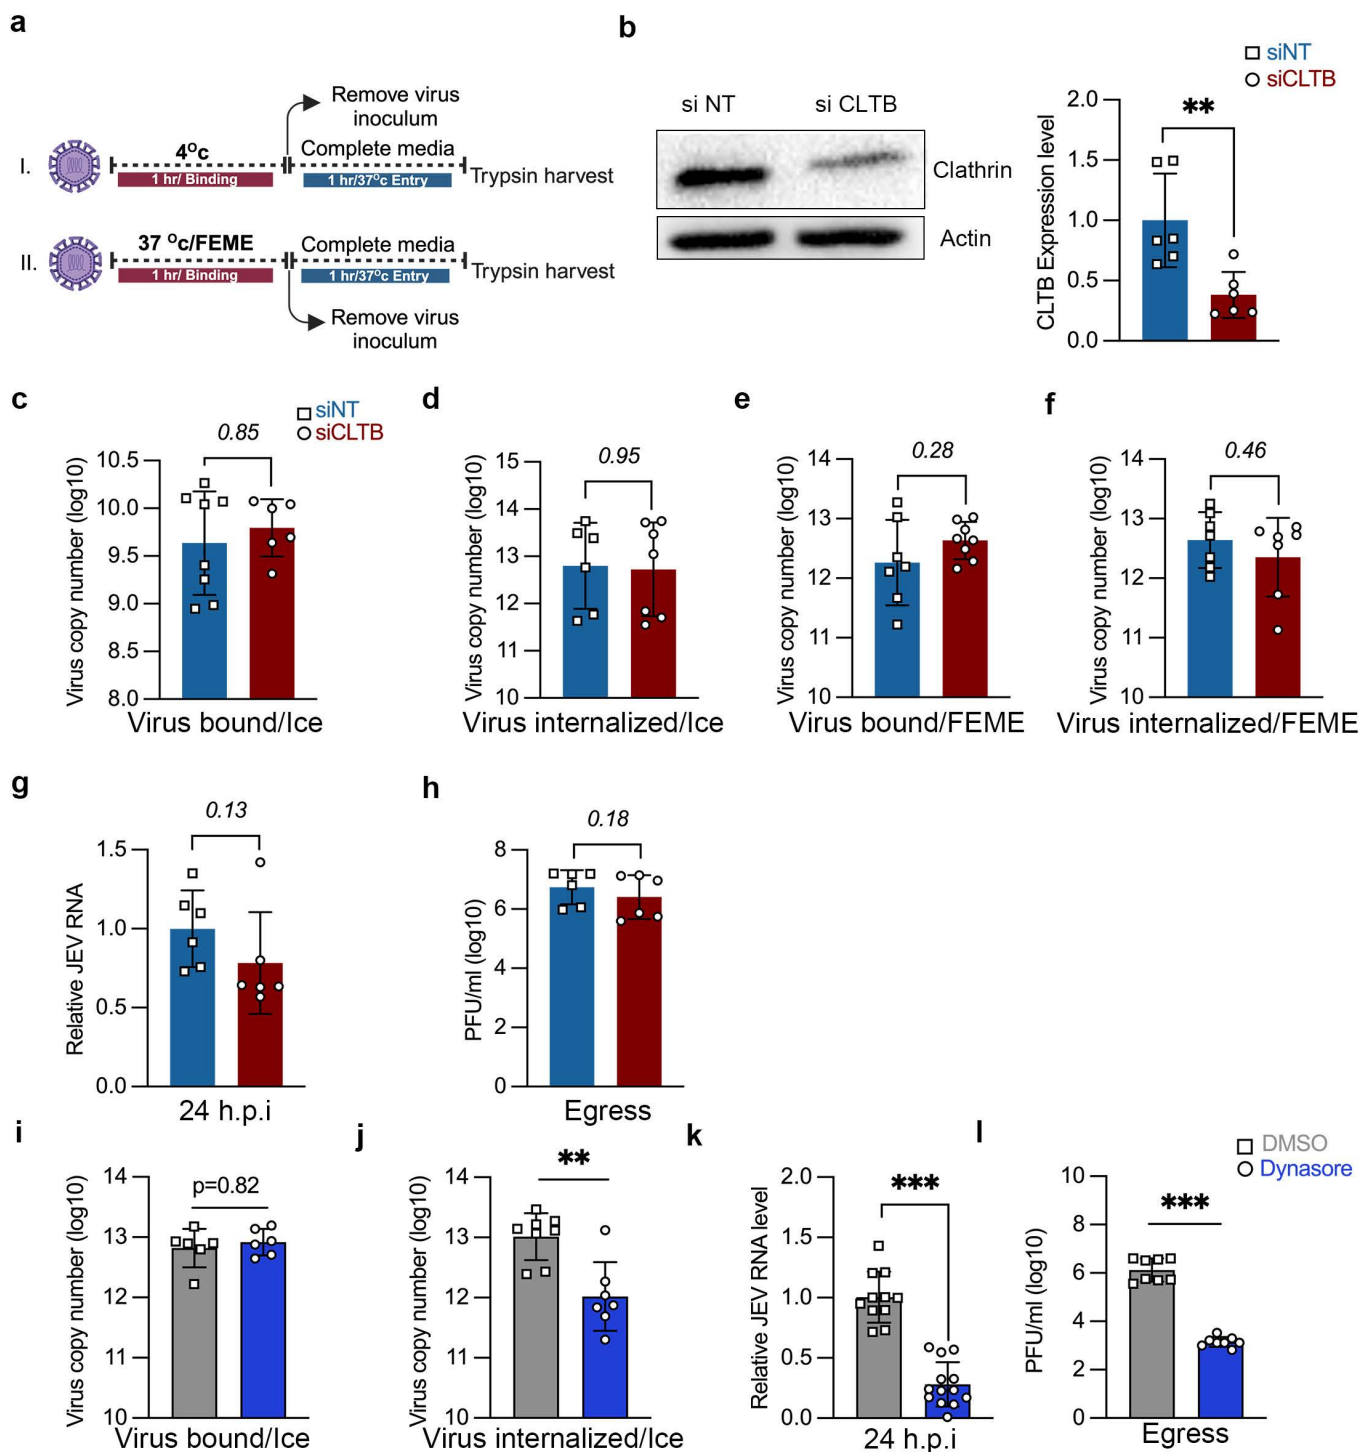 a
Remove virus
inoculum
I.
4ºc
Complete media
1 hr/ Binding
1 hr/37ºc Entry
Trypsin harvest
II.
37 ºc/FEME
Complete media
1 hr/ Binding
1 hr/37ºc Entry
Trypsin harvest
Remove virus
inoculum
b
si NT
si CLTB
Clathrin
Actin
siNT
siCLTB
CLTB Expression level
2.0
1.5
1.0
0.5
0.0
**
c
siNT
siCLTB
0.85
Virus copy number (log10)
10.5
10.0
9.5
9.0
8.5
8.0
Virus bound/Ice
d
0.95
Virus copy number (log10)
15
14
13
12
11
10
Virus internalized/Ice
e
0.28
Virus copy number (log10)
14
13
12
11
10
Virus bound/FEME
f
0.46
Virus copy number (log10)
14
13
12
11
10
Virus internalized/FEME
g
0.13
Relative JEV RNA
1.5
1.0
0.5
0.0
24 h.p.i
h
0.18
PFU/ml (log10)
8
6
4
2
0
Egress
i
p=0.82
Virus copy number (log10)
14
13
12
11
10
Virus bound/Ice
j
**
Virus copy number (log10)
14
13
12
11
10
Virus internalized/Ice
k
***
Relative JEV RNA level
2.0
1.5
1.0
0.5
0.0
24 h.p.i
l
DMSO
Dynasore
***
PFU/ml (log10)
10
8
6
4
2
0
Egress